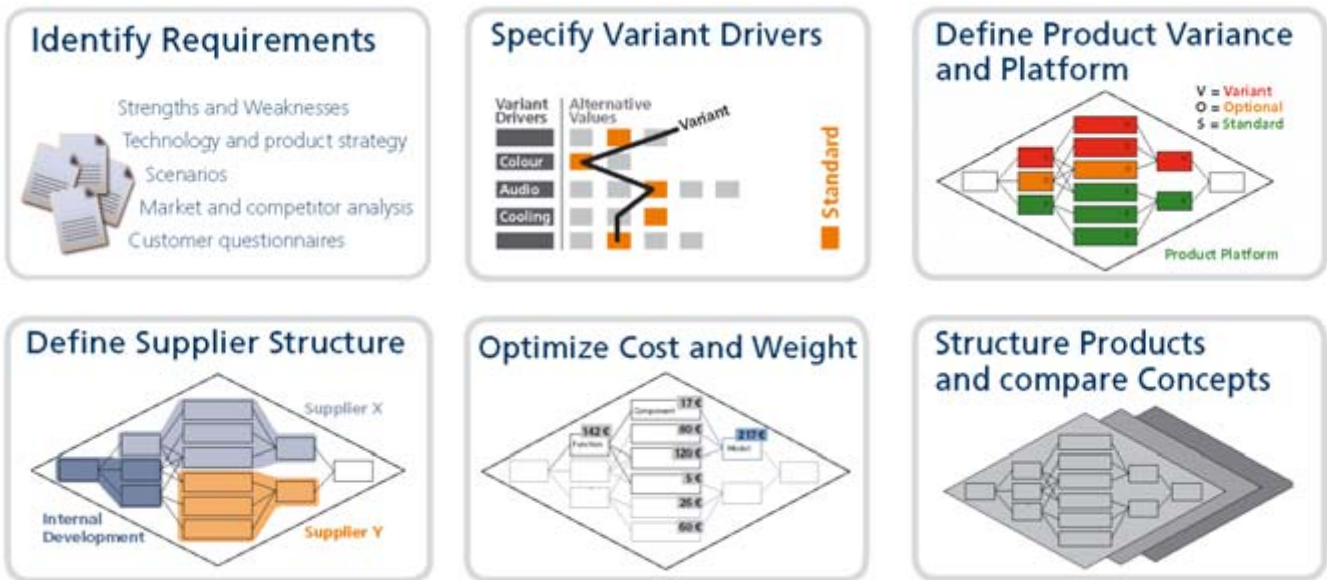 Identify Requirements
Strengths and Weaknesses
Technology and product strategy
Scenarios
Market and competitor analysis
Customer questionnaires
Specify Variant Drivers
Variant
Drivers
Alternative
Values
Variant
Colour
Audio
Cooling
Standard
Define Product Variance
and Platform
V = Variant
O = Optional
S = Standard
Product Platform
Define Supplier Structure
Supplier X
Internal
Development
Supplier Y
Optimize Cost and Weight
17 €
Component
142 €
Function
80 €
217 €
Model
120 €
5 €
26 €
60 €
Structure Products
and compare Concepts